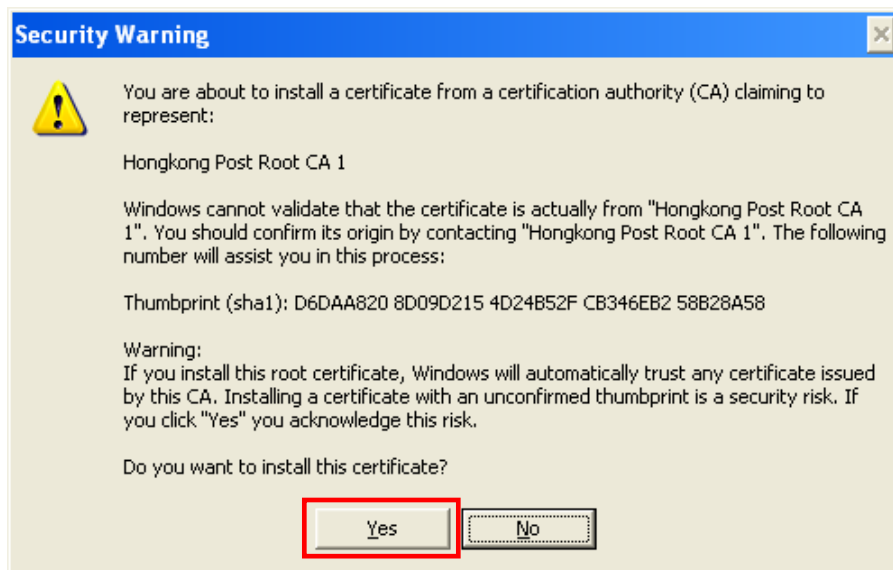 Security Warning
You are about to install a certificate from a certification authority (CA) claiming to
represent:
Hongkong Post Root CA 1
Windows cannot validate that the certificate is actually from "Hongkong Post Root CA
1". You should confirm its origin by contacting "Hongkong Post Root CA 1". The following
number will assist you in this process:
Thumbprint (sha1): D6DAA820 8D09D215 4D24B52F CB346EB2 58B28A58
Warning:
If you install this root certificate, Windows will automatically trust any certificate issued
by this CA. Installing a certificate with an unconfirmed thumbprint is a security risk. If
you click "Yes" you acknowledge this risk.
Do you want to install this certificate?
Yes No